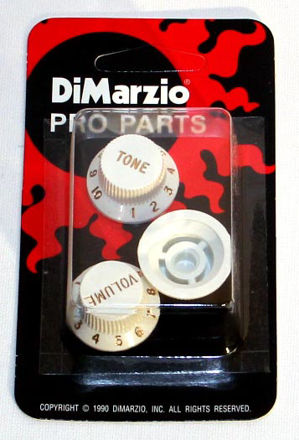 DiMarzio®
PRO PARTS
TONE
9 10 1 2 3 4
VOLUME
3 4 5 6 8
COPYRIGHT © 1990 DiMARZIO, INC. ALL RIGHTS RESERVED